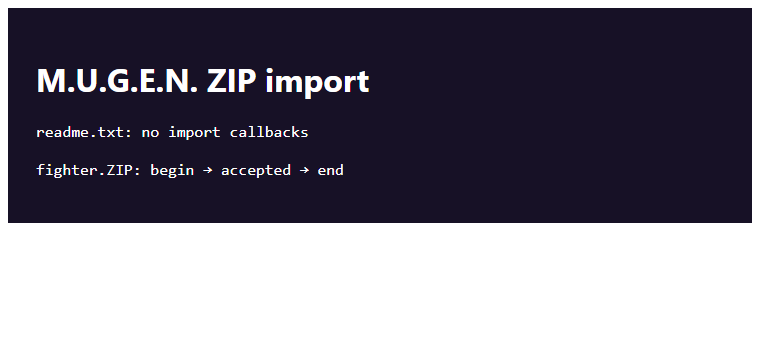 M.U.G.E.N. ZIP import
readme.txt: no import callbacks
fighter.ZIP: begin → accepted → end